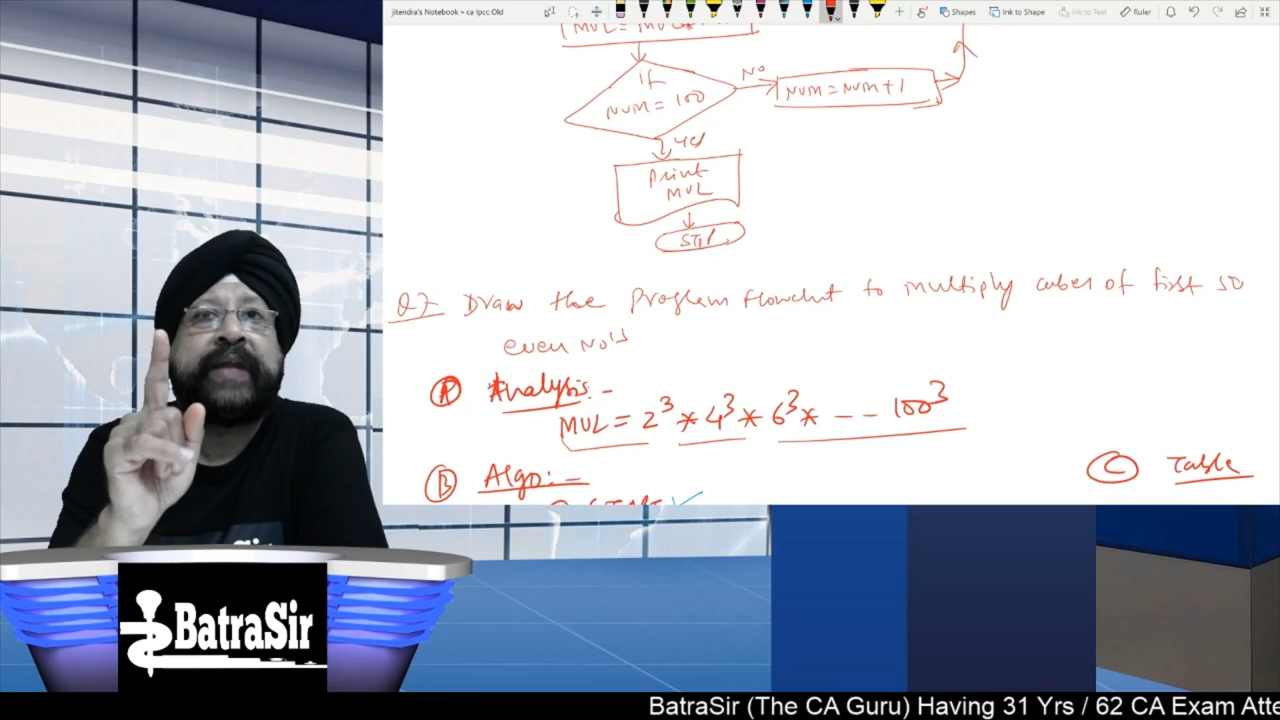 jitendra's Notebook » ca Ipcc Old
Shapes
Ink to Shape
Ink to Text
Ruler
if
NUM = 100
NO
NUM = NUM + 1
Yes
Print
MUL
STOP
Q7 Draw the program flowchart to multiply cubes of first 50
even No's
(A) Analysis -
MUL = 2³ * 4³ * 6³ * - - 100³
(B) Algo:-
START
(C) Table
BatraSir
BatraSir (The CA Guru) Having 31 Yrs / 62 CA Exam Atte